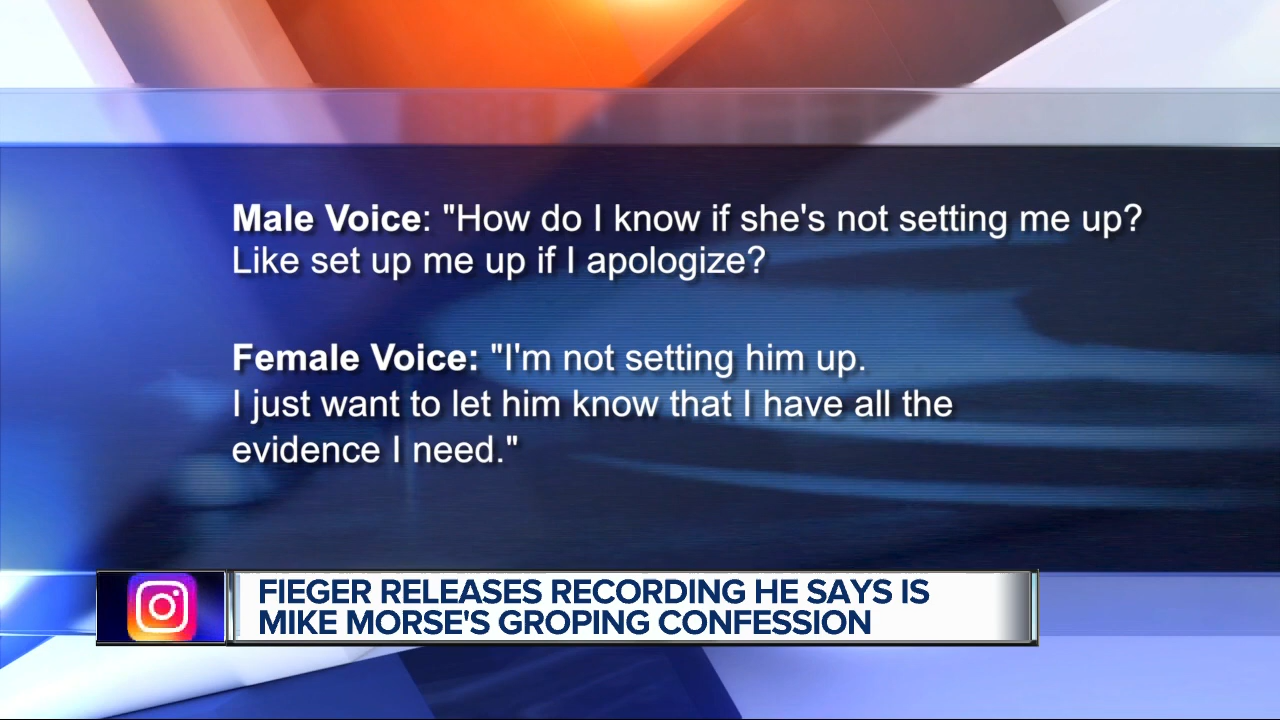 Male Voice: "How do I know if she's not setting me up?
Like set up me up if I apologize?
Female Voice: "I'm not setting him up.
I just want to let him know that I have all the
evidence I need."
FIEGER RELEASES RECORDING HE SAYS IS
MIKE MORSE'S GROPING CONFESSION